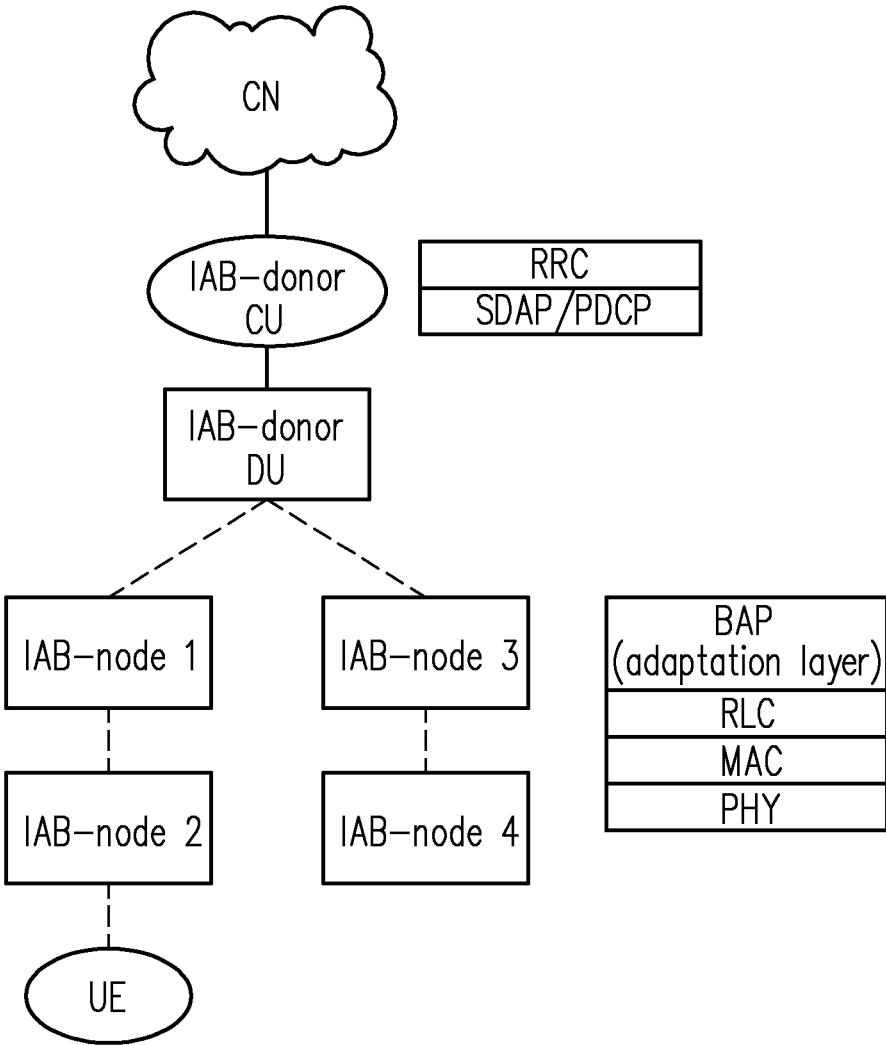 CN
IAB-donor
CU
RRC
SDAP/PDCP
IAB-donor
DU
IAB-node 1
IAB-node 3
BAP
(adaptation layer)
RLC
MAC
PHY
IAB-node 2
IAB-node 4
UE